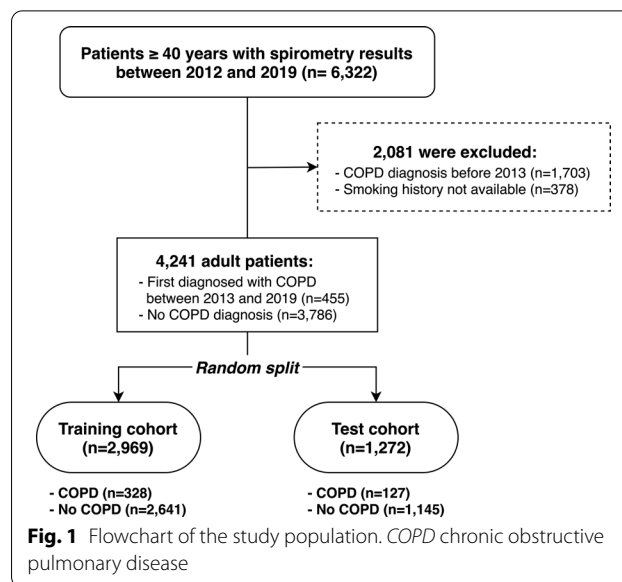 Patients ≥ 40 years with spirometry results
between 2012 and 2019 (n= 6,322)
2,081 were excluded:
- COPD diagnosis before 2013 (n=1,703)
- Smoking history not available (n=378)
4,241 adult patients:
- First diagnosed with COPD
between 2013 and 2019 (n=455)
- No COPD diagnosis (n=3,786)
Random split
Training cohort
(n=2,969)
- COPD (n=328)
- No COPD (n=2,641)
Test cohort
(n=1,272)
- COPD (n=127)
- No COPD (n=1,145)
Fig. 1 Flowchart of the study population. COPD chronic obstructive
pulmonary disease